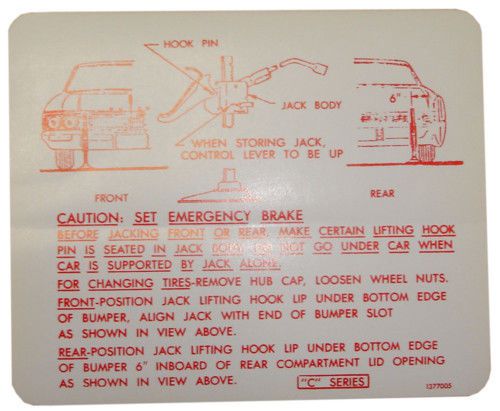 HOOK PIN
6"
JACK BODY
WHEN STORING JACK,
CONTROL LEVER TO BE UP
FRONT
REAR
CAUTION: SET EMERGENCY BRAKE
BEFORE JACKING FRONT OR REAR, MAKE CERTAIN LIFTING HOOK
PIN IS SEATED IN JACK BODY. DO NOT GO UNDER CAR WHEN
CAR IS SUPPORTED BY JACK ALONE.
FOR CHANGING TIRES-REMOVE HUB CAP, LOOSEN WHEEL NUTS.
FRONT-POSITION JACK LIFTING HOOK LIP UNDER BOTTOM EDGE
OF BUMPER, ALIGN JACK WITH END OF BUMPER SLOT
AS SHOWN IN VIEW ABOVE.
REAR-POSITION JACK LIFTING HOOK LIP UNDER BOTTOM EDGE
OF BUMPER 6" INBOARD OF REAR COMPARTMENT LID OPENING
AS SHOWN IN VIEW ABOVE.
"C" SERIES
1377005